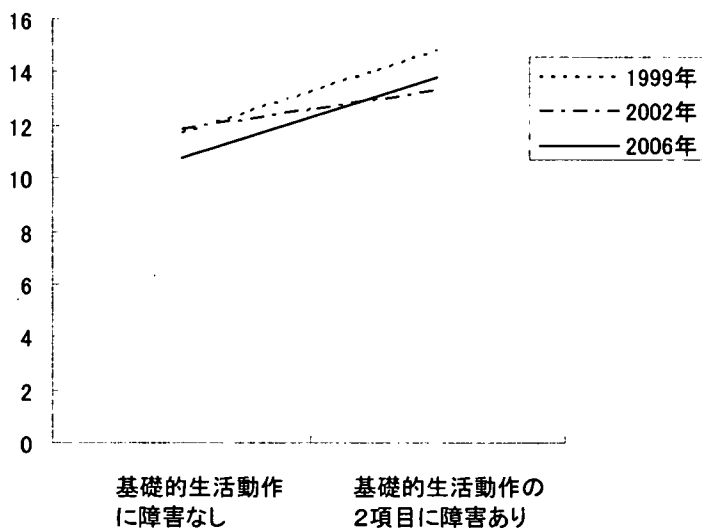 16
14
12
10
8
6
4
2
0
1999年
2002年
2006年
基礎的生活動作
に障害なし
基礎的生活動作の
2項目に障害あり